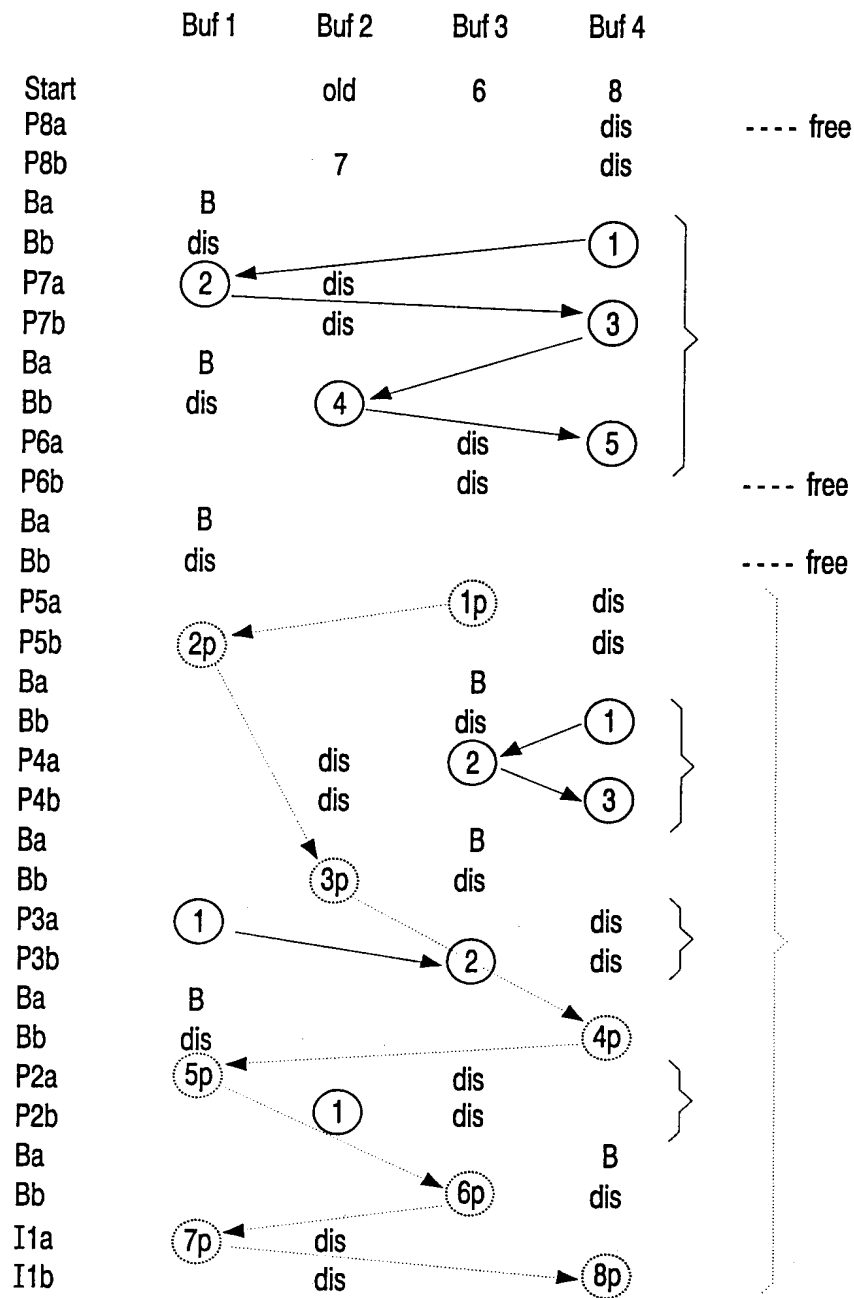 Buf 1 Buf 2 Buf 3 Buf 4
Start old 6 8
P8a dis ---- free
P8b 7 dis
Ba B
Bb dis 1
P7a 2 dis
P7b dis 3
Ba B
Bb dis 4
P6a dis 5
P6b dis ---- free
Ba B
Bb dis ---- free
P5a 1p dis
P5b 2p dis
Ba B
Bb dis 1
P4a dis 2
P4b dis 3
Ba B
Bb 3p dis
P3a 1 dis
P3b 2 dis
Ba B
Bb dis 4p
P2a 5p dis
P2b 1 dis
Ba B
Bb 6p dis
I1a 7p dis
I1b dis 8p